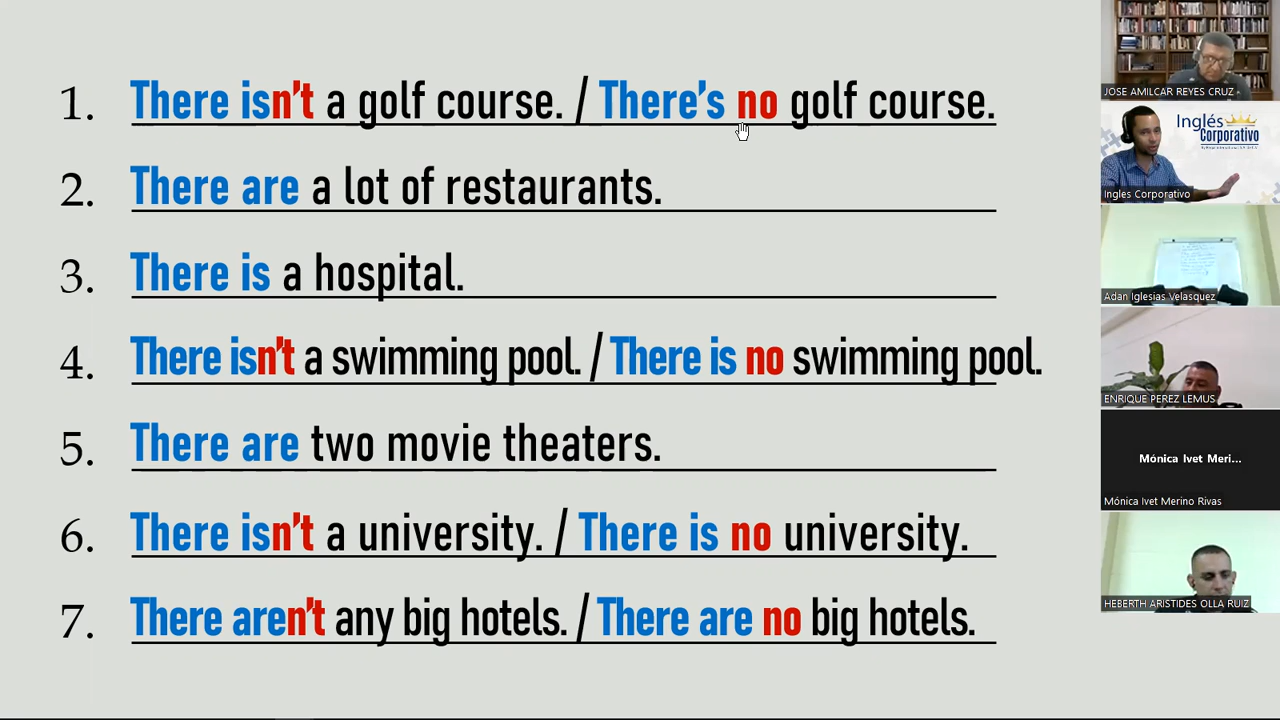 1. There isn't a golf course. / There's no golf course.
2. There are a lot of restaurants.
3. There is a hospital.
4. There isn't a swimming pool. / There is no swimming pool.
5. There are two movie theaters.
6. There isn't a university. / There is no university.
7. There aren't any big hotels. / There are no big hotels.
JOSE AMILCAR REYES CRUZ -
Inglés
Corporativo
Ingles Corporativo
Adan Iglesias Velasquez
ENRIQUE PEREZ LEMUS
Mónica Ivet Meri...
Mónica Ivet Merino Rivas
HEBERTH ARISTIDES OLLA RUIZ